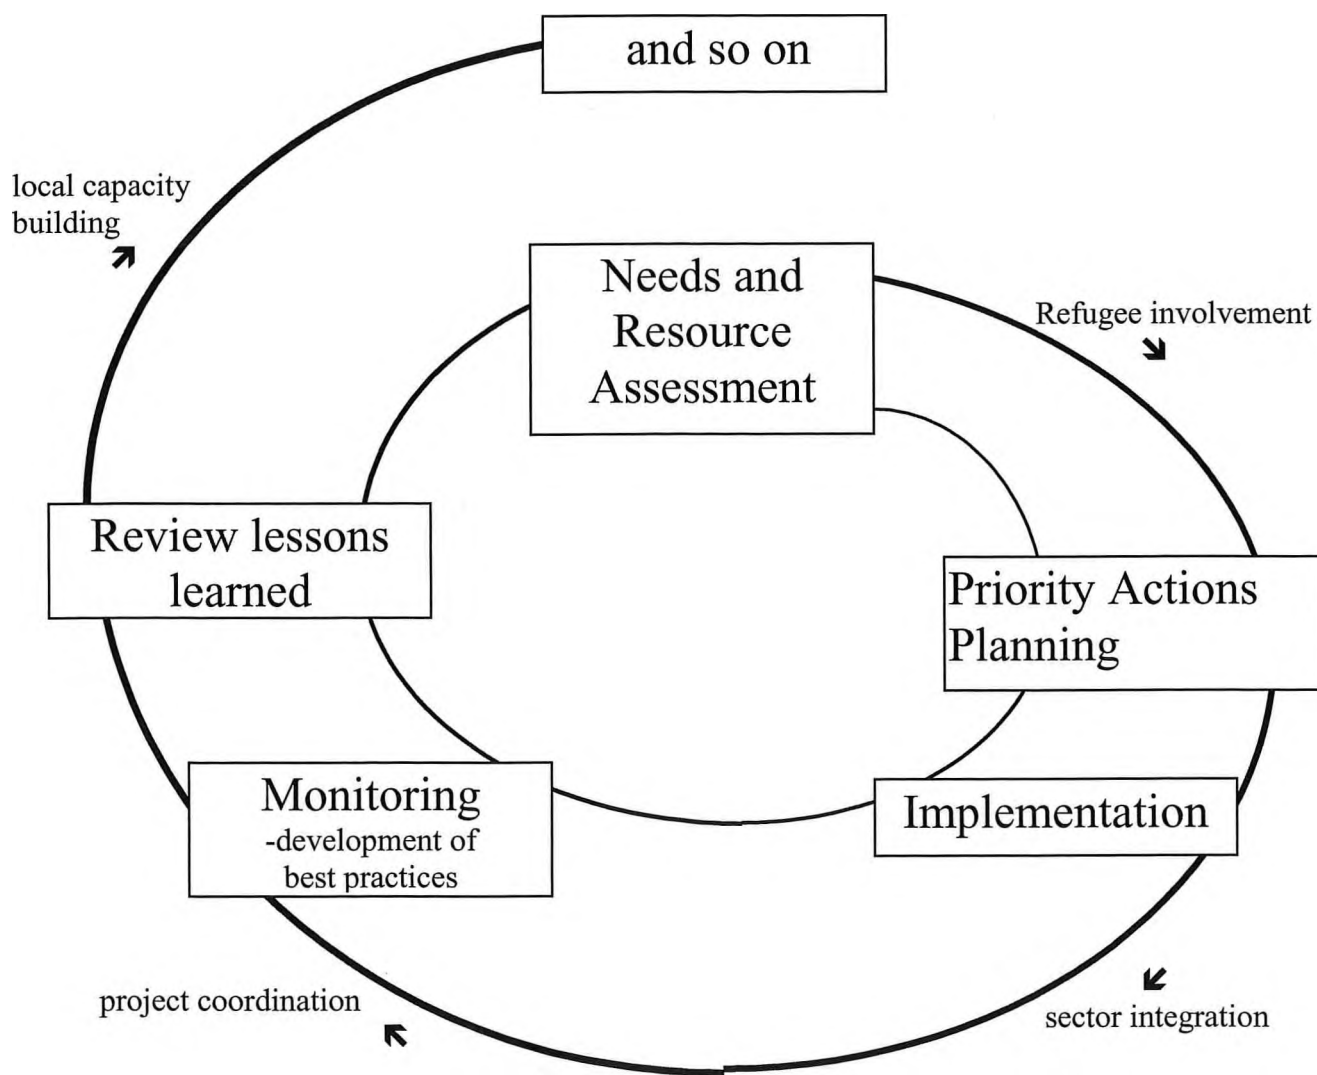 and so on
local capacity
building
Needs and
Resource
Assessment
Refugee involvement
Review lessons
learned
Priority Actions
Planning
Monitoring
-development of
best practices
Implementation
project coordination
sector integration